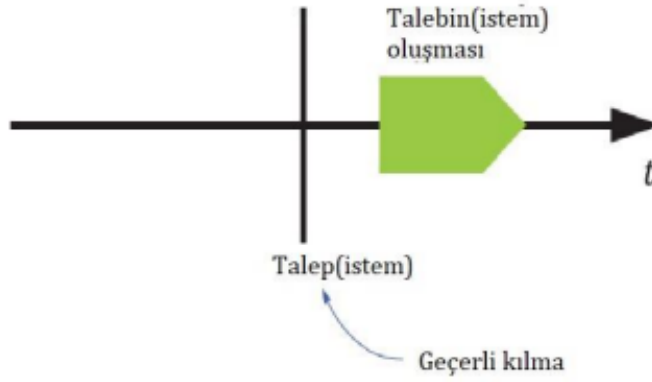 Talebin(istem)
oluşması
t
Talep(istem)
Geçerli kılma